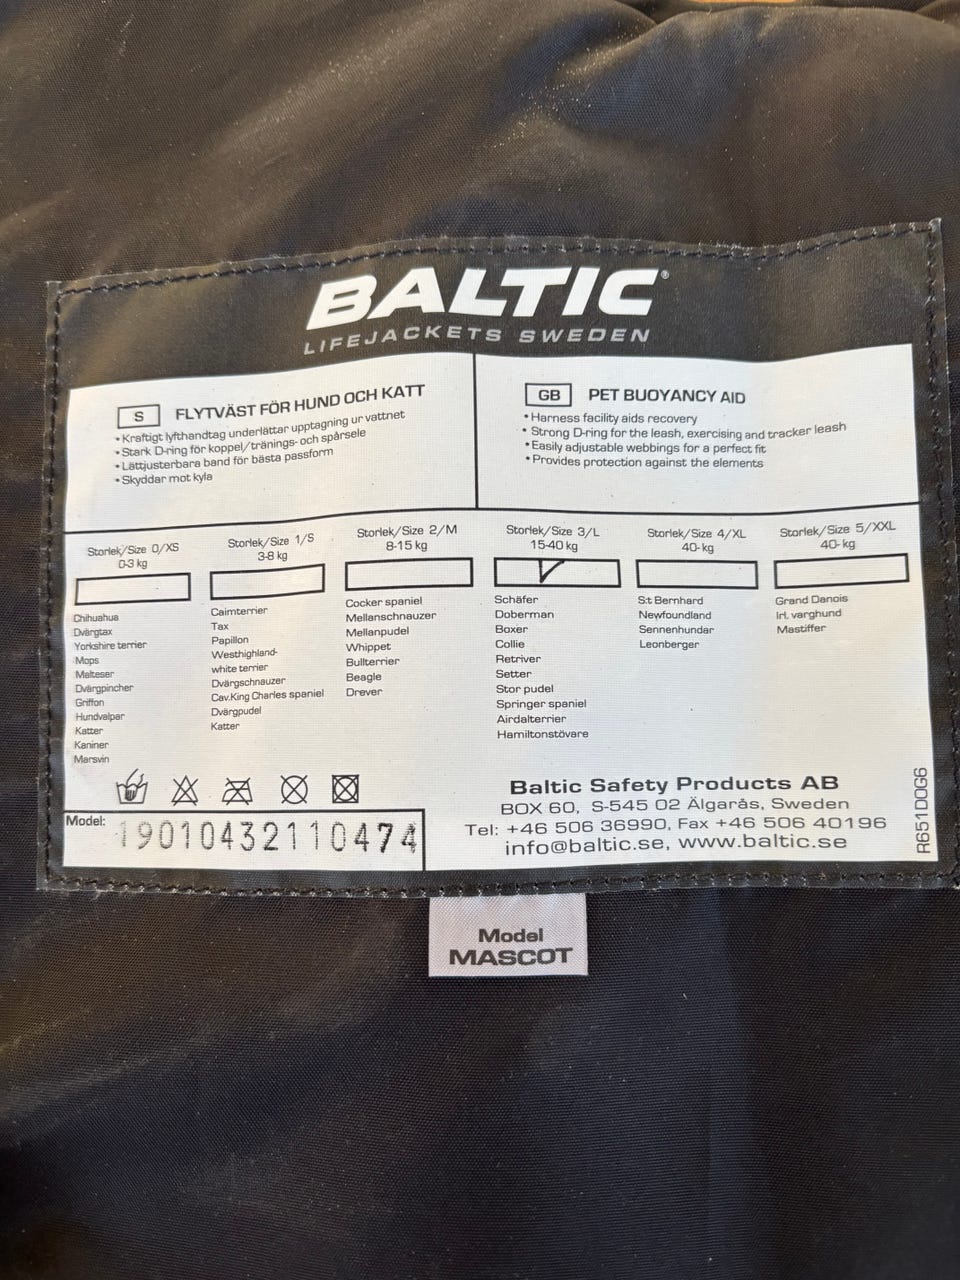 BALTIC®
LIFEJACKETS SWEDEN
S FLYTVÄST FÖR HUND OCH KATT
• Kraftigt lyfthandtag underlättar upptagning ur vattnet
• Stark D-ring för koppel/tränings- och spårsele
• Lättjusterbara band för bästa passform
• Skyddar mot kyla
GB PET BUOYANCY AID
• Harness facility aids recovery
• Strong D-ring for the leash, exercising and tracker leash
• Easily adjustable webbings for a perfect fit
• Provides protection against the elements
Storlek/Size 0/XS
0-3 kg
Chihuahua
Dvärgtax
Yorkshire terrier
Mops
Malteser
Dvärgpincher
Griffon
Hundvalpar
Katter
Kaniner
Marsvin
Storlek/Size 1/S
3-8 kg
Cairnterrier
Tax
Papillon
Westhighland-
white terrier
Dvärgschnauzer
Cav.King Charles spaniel
Dvärgpudel
Katter
Storlek/Size 2/M
8-15 kg
Cocker spaniel
Mellanschnauzer
Mellanpudel
Whippet
Bullterrier
Beagle
Drever
Storlek/Size 3/L
15-40 kg
Schäfer
Doberman
Boxer
Collie
Retriver
Setter
Stor pudel
Springer spaniel
Airdalterrier
Hamiltonstövare
Storlek/Size 4/XL
40- kg
S:t Bernhard
Newfoundland
Sennenhundar
Leonberger
Storlek/Size 5/XXL
40- kg
Grand Danois
Irl. varghund
Mastiffer
Model: 19010432110474
Baltic Safety Products AB
BOX 60, S-545 02 Älgarås, Sweden
Tel: +46 506 36990, Fax +46 506 40196
info@baltic.se, www.baltic.se
R651D0G6
Model
MASCOT